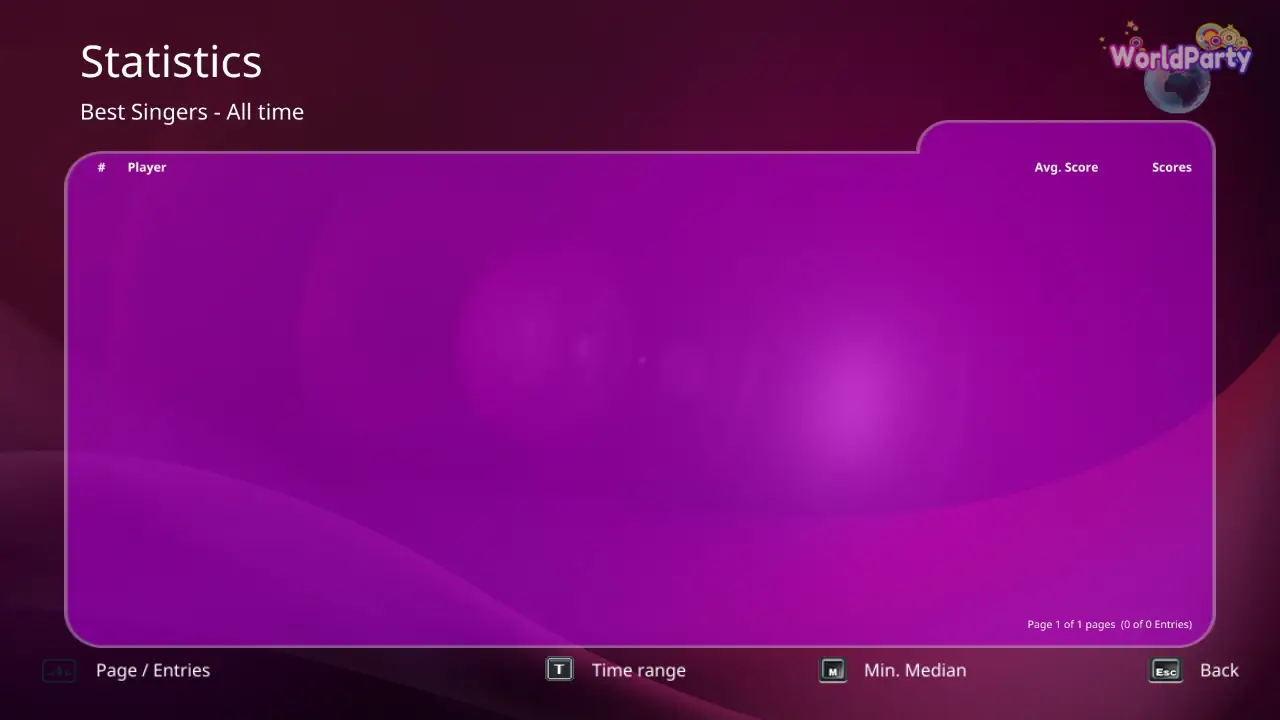 Statistics
WorldParty
Best Singers - All time
# Player Avg. Score Scores
Page 1 of 1 pages (0 of 0 Entries)
Page / Entries T Time range M Min. Median Esc Back